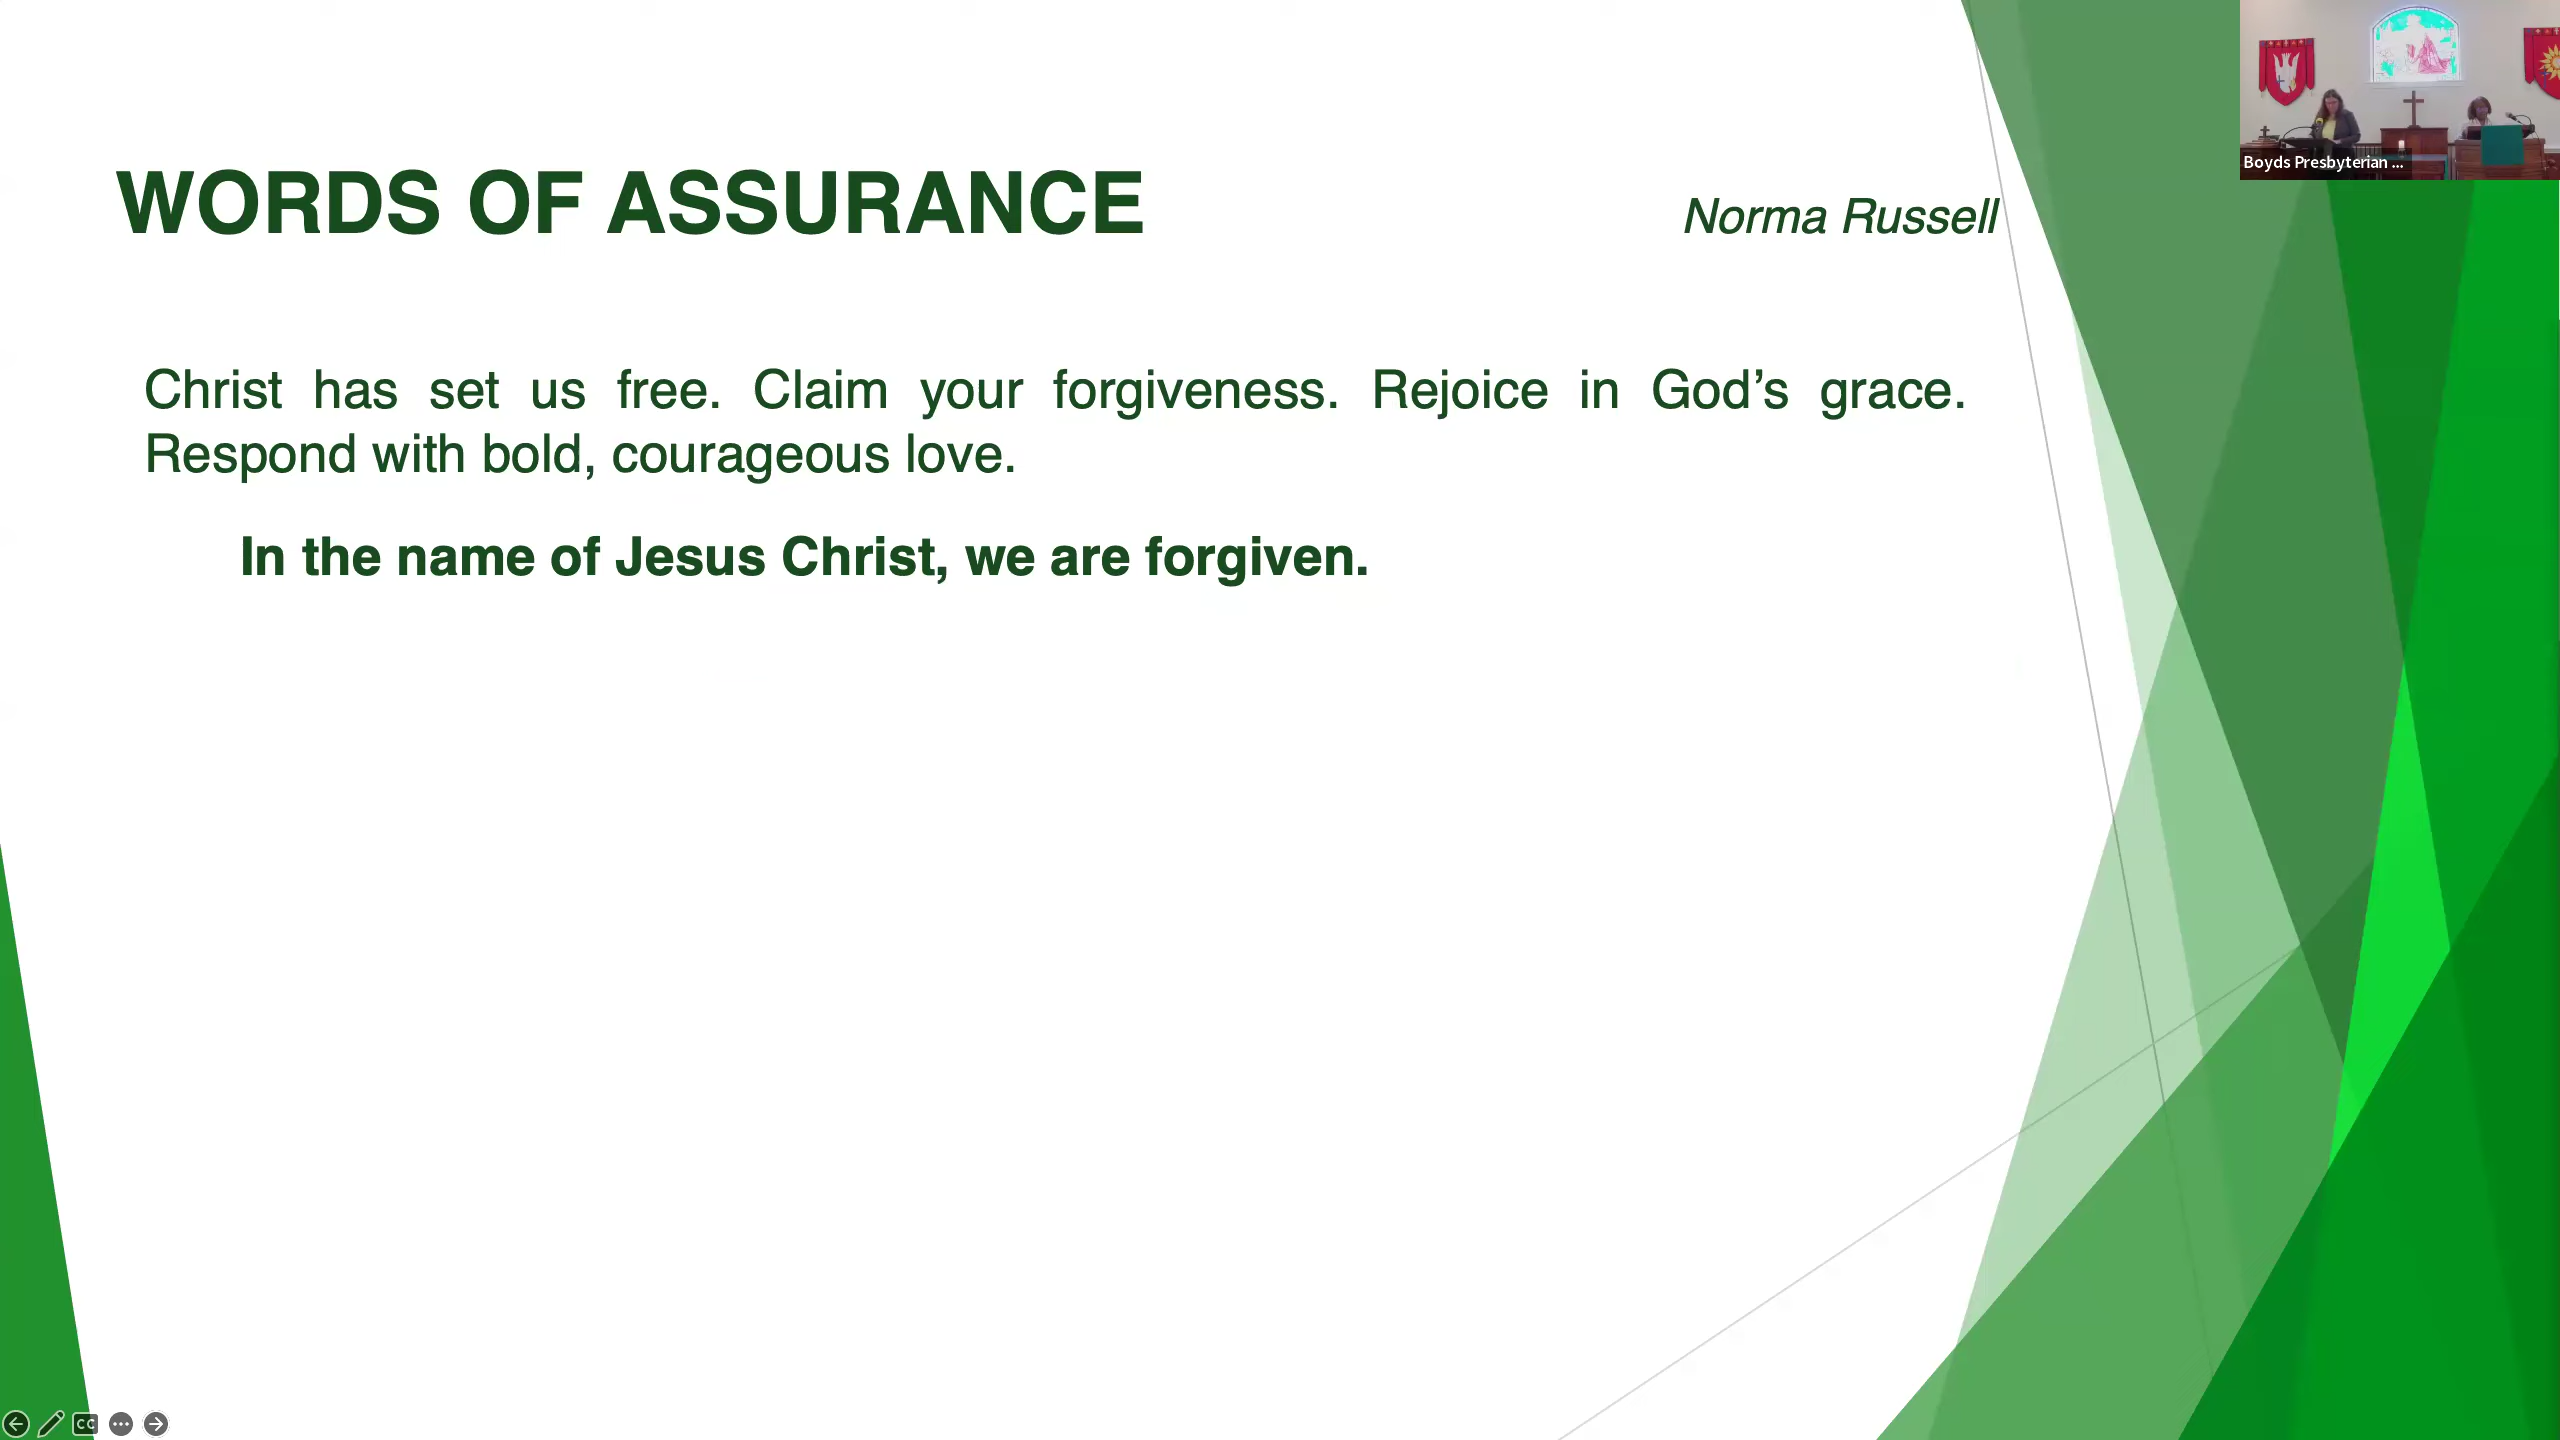 WORDS OF ASSURANCE
Norma Russell
Christ has set us free. Claim your forgiveness. Rejoice in God’s grace.
Respond with bold, courageous love.
In the name of Jesus Christ, we are forgiven.
Boyds Presbyterian ...
CC